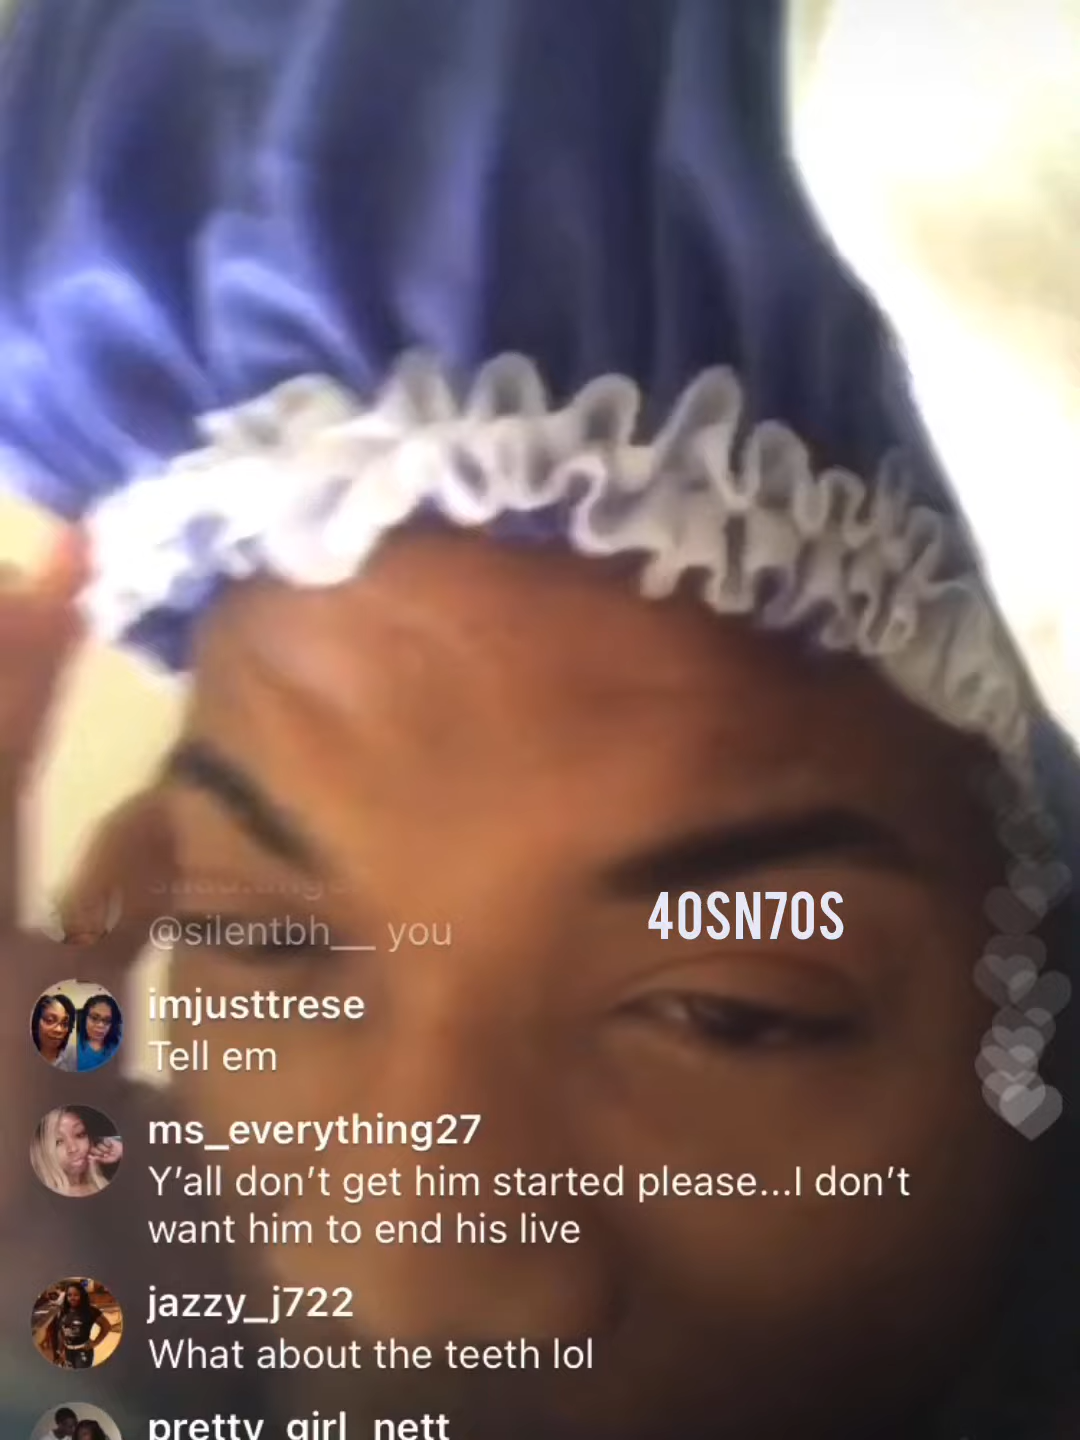 @silentbh__ you
40SN70S
imjusttrese
Tell em
ms_everything27
Y'all don't get him started please...I don't
want him to end his live
jazzy_j722
What about the teeth lol
pretty_girl_nett